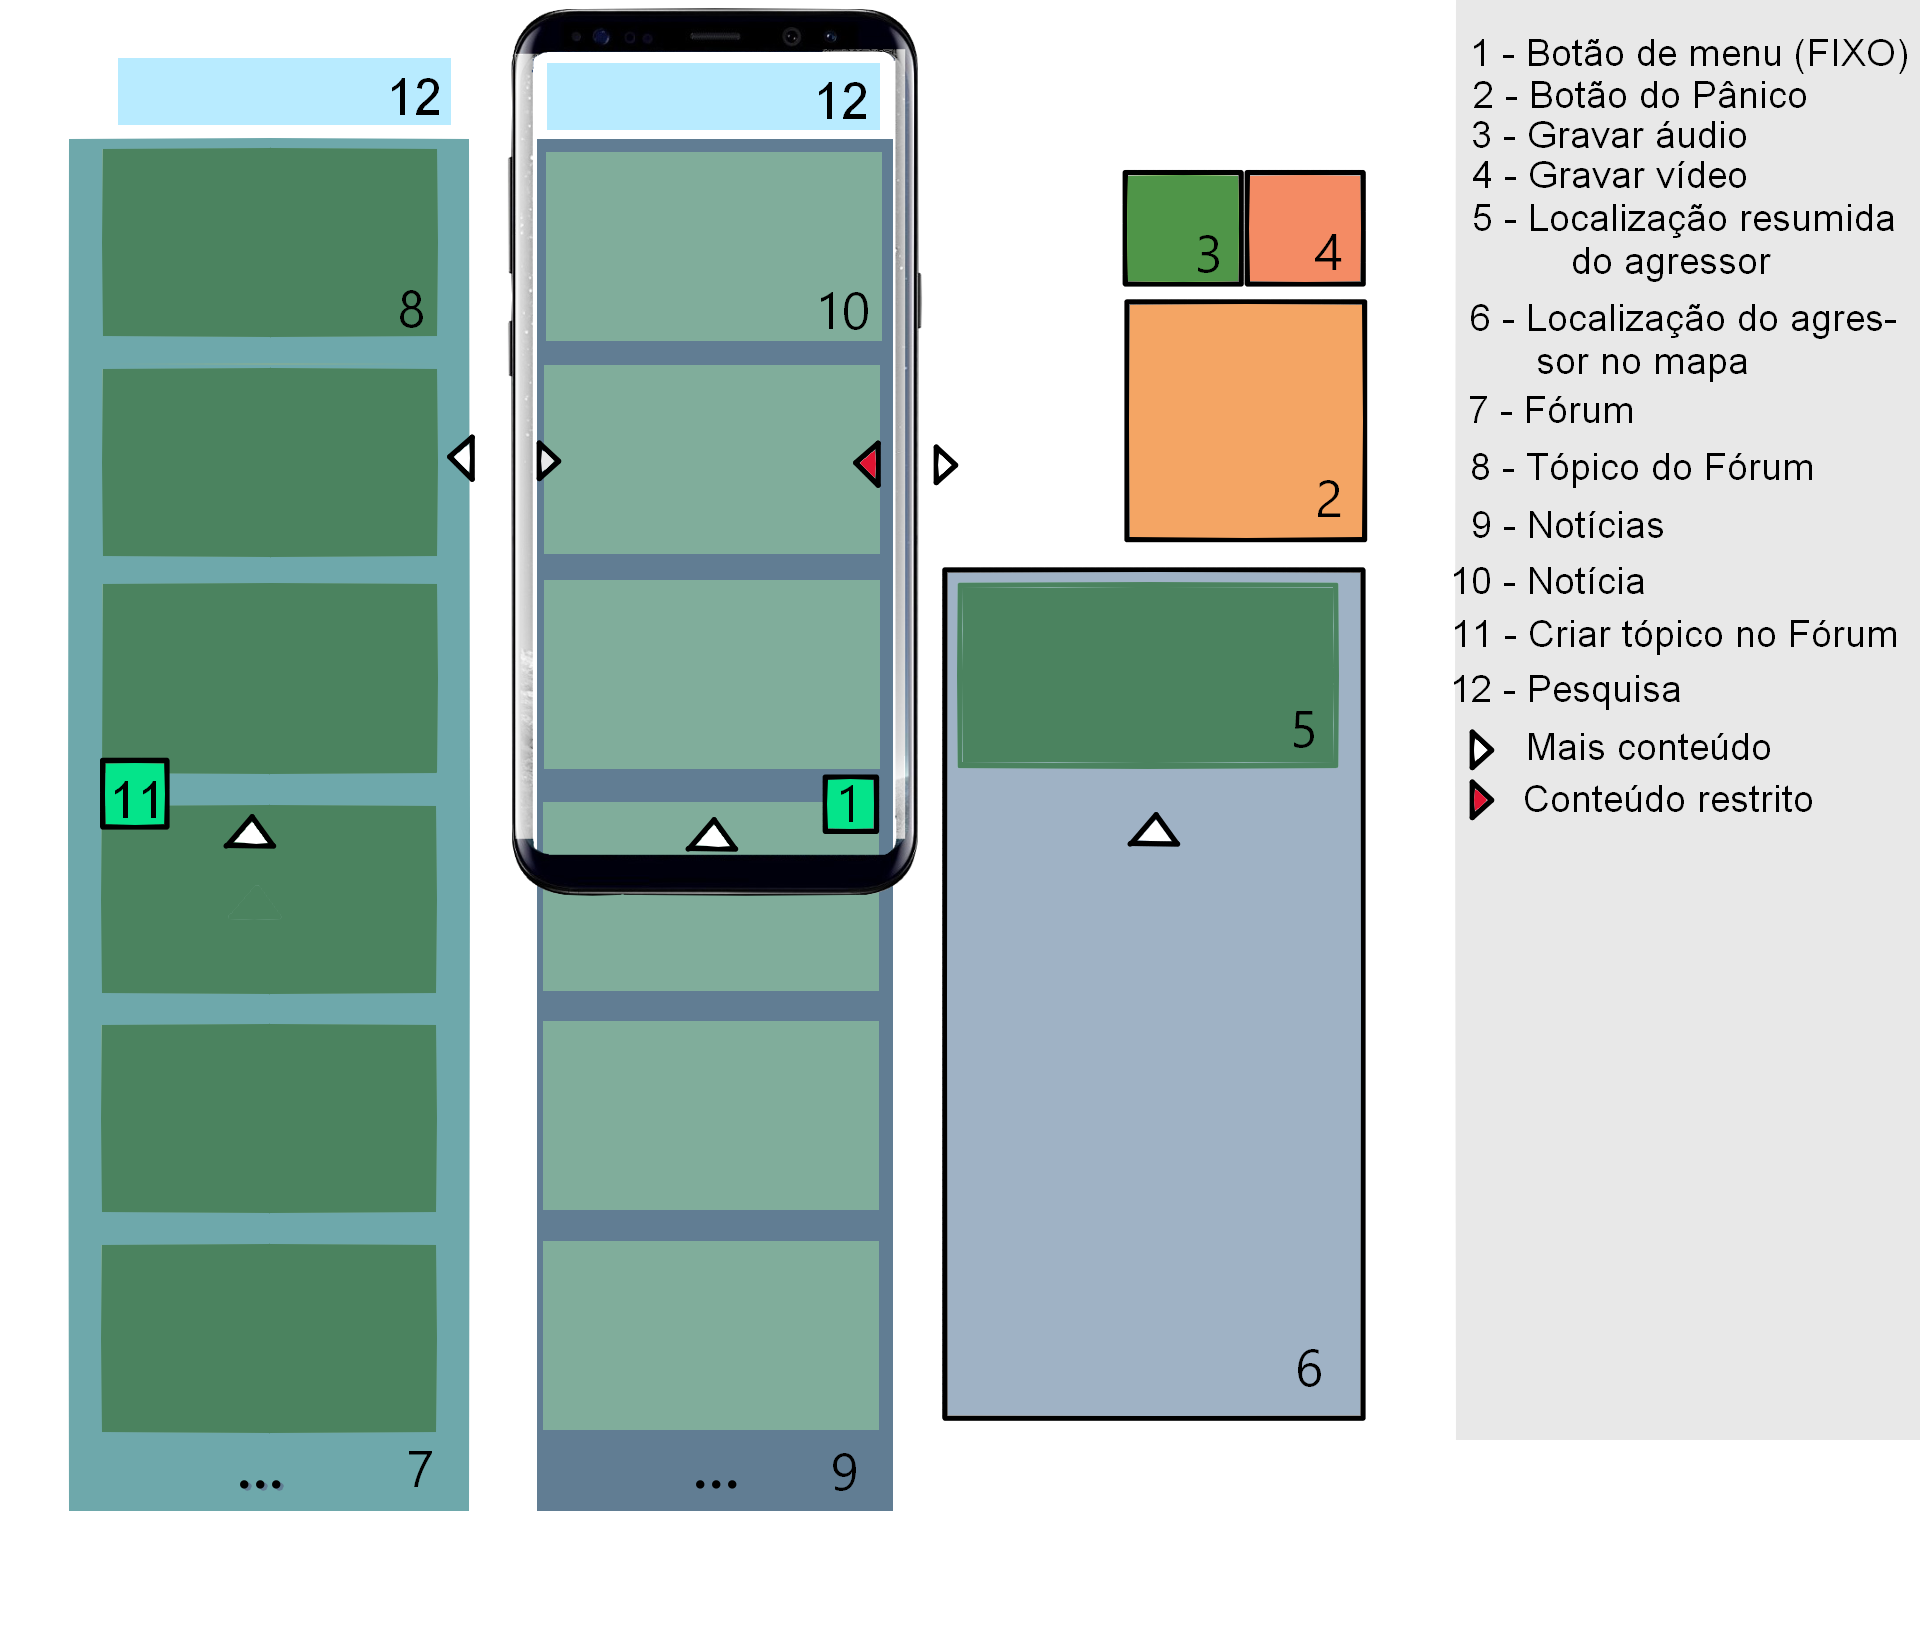 12
8
11
7
12
10
1
9
3
4
2
5
6
1 - Botão de menu (FIXO)
2 - Botão do Pânico
3 - Gravar áudio
4 - Gravar vídeo
5 - Localização resumida
do agressor
6 - Localização do agres-
sor no mapa
7 - Fórum
8 - Tópico do Fórum
9 - Notícias
10 - Notícia
11 - Criar tópico no Fórum
12 - Pesquisa
Mais conteúdo
Conteúdo restrito